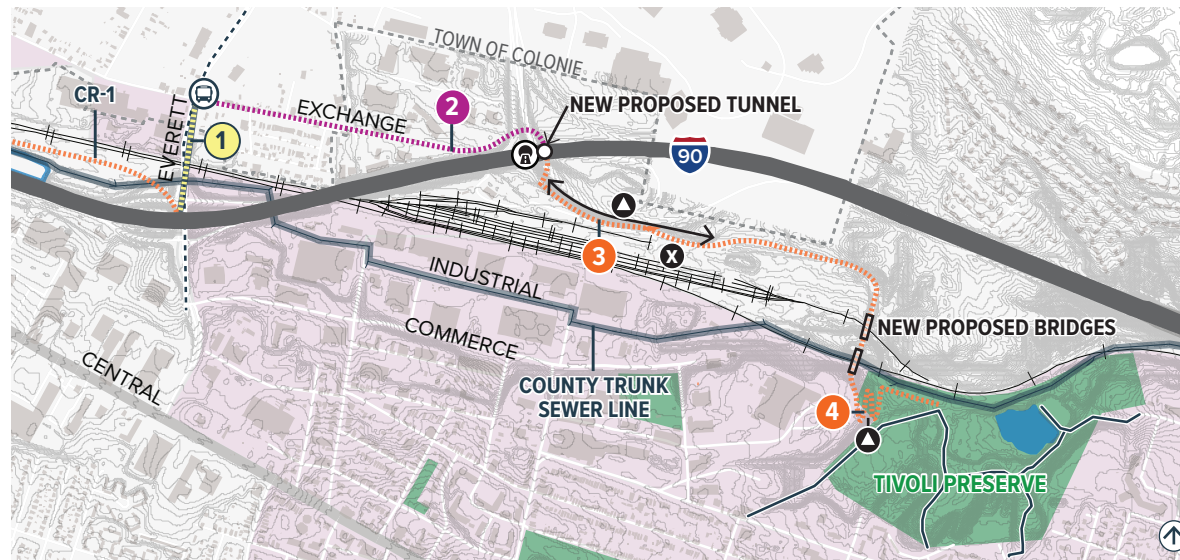 TOWN OF COLONIE
CR-1
EVERETT
1
EXCHANGE
2
NEW PROPOSED TUNNEL
90
3
X
INDUSTRIAL
COMMERCE
CENTRAL
COUNTY TRUNK
SEWER LINE
NEW PROPOSED BRIDGES
4
TIVOLI PRESERVE